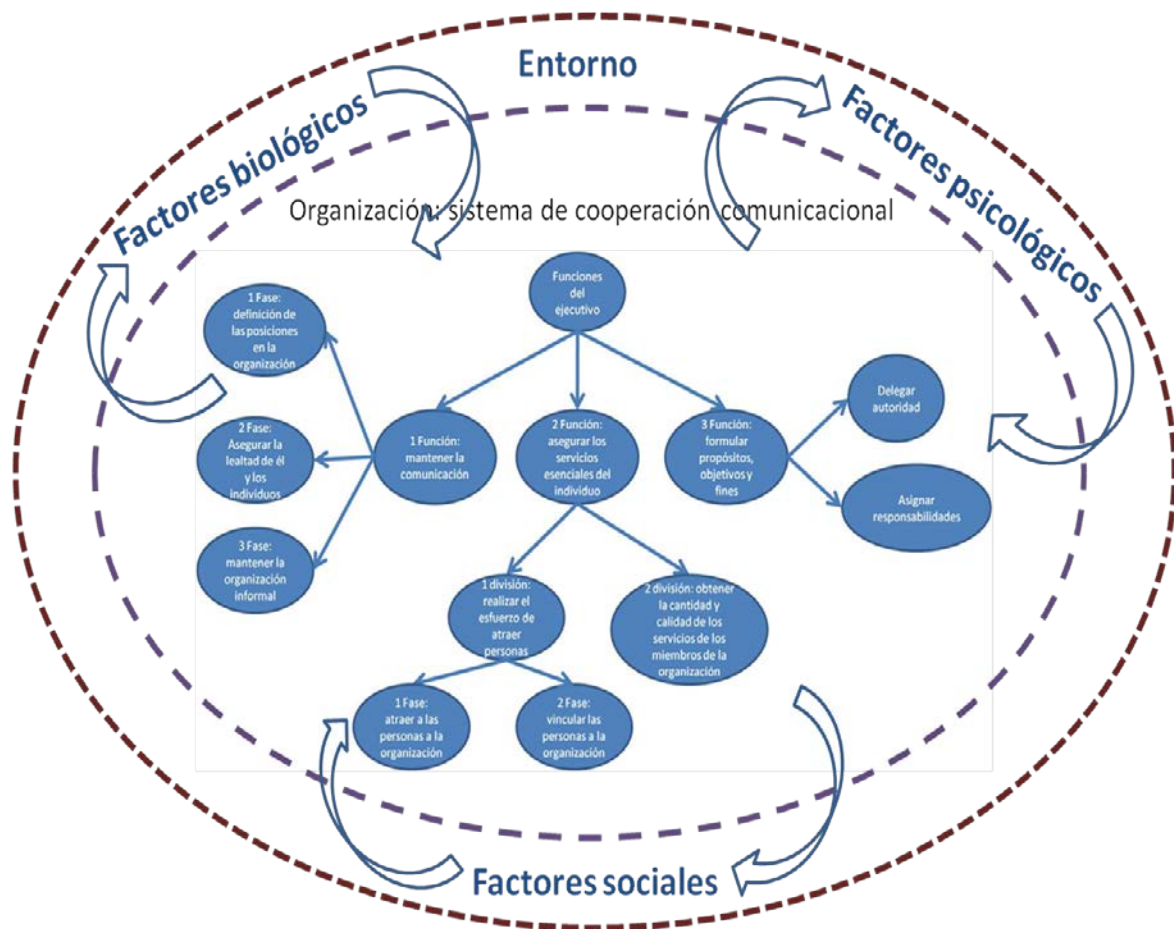 Entorno
Factores biológicos
Factores psicológicos
Organización: sistema de cooperación comunicacional
Funciones
del
ejecutivo
1 Fase:
definición de
las posiciones
en la
organización
2 Fase:
Asegurar la
lealtad de él
y los
individuos
3 Fase:
mantener la
organización
informal
1 Función:
mantener la
comunicación
2 Función:
asegurar los
servicios
esenciales del
individuo
3 Función:
formular
propósitos,
objetivos y
fines
Delegar
autoridad
Asignar
responsabilidades
1 división:
realizar el
esfuerzo de
atraer
personas
2 división: obtener
la cantidad y
calidad de los
servicios de los
miembros de la
organización
1 Fase:
atraer a las
personas a la
organización
2 Fase:
vincular las
personas a la
organización
Factores sociales